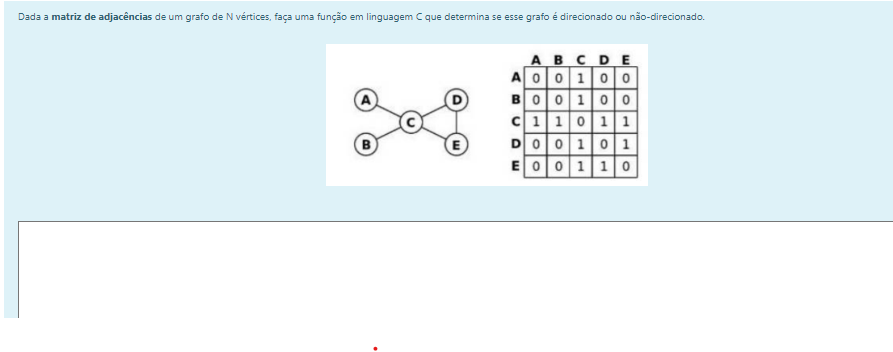 Dada a matriz de adjacências de um grafo de N vértices, faça uma função em linguagem C que determina se esse grafo é direcionado ou não-direcionado.
A D
C
B E
A B C D E
A 0 0 1 0 0
B 0 0 1 0 0
C 1 1 0 1 1
D 0 0 1 0 1
E 0 0 1 1 0